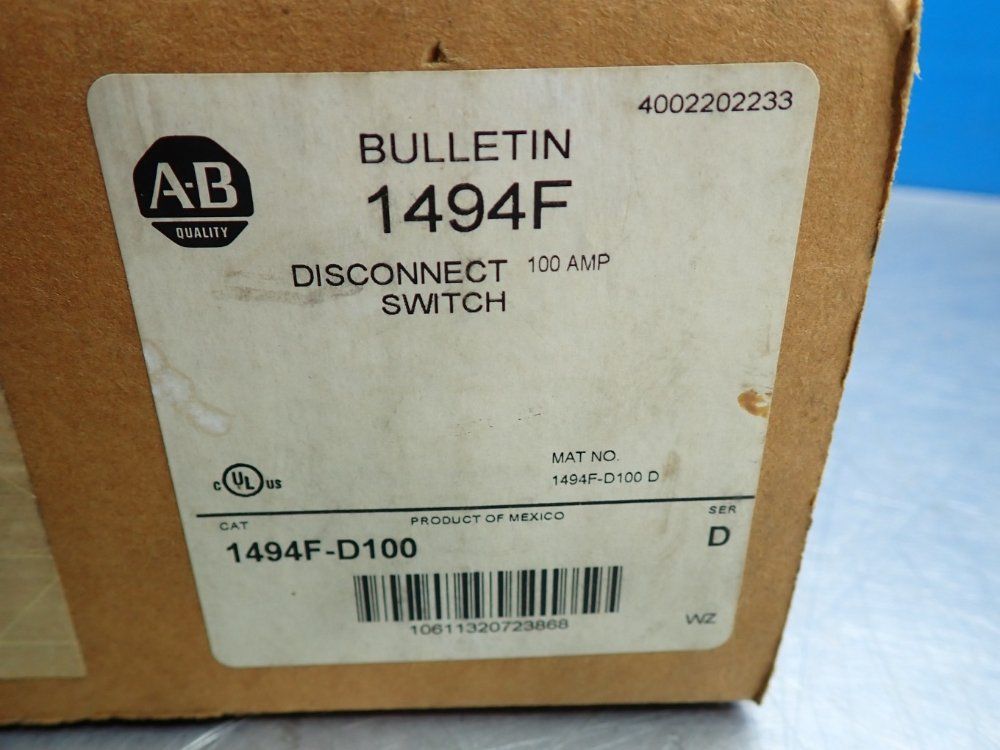 4002202233
A-B
QUALITY
BULLETIN
1494F
DISCONNECT 100 AMP
SWITCH
MAT NO.
1494F-D100 D
c UL us
CAT PRODUCT OF MEXICO SER
1494F-D100 D
10611320723868
WZ